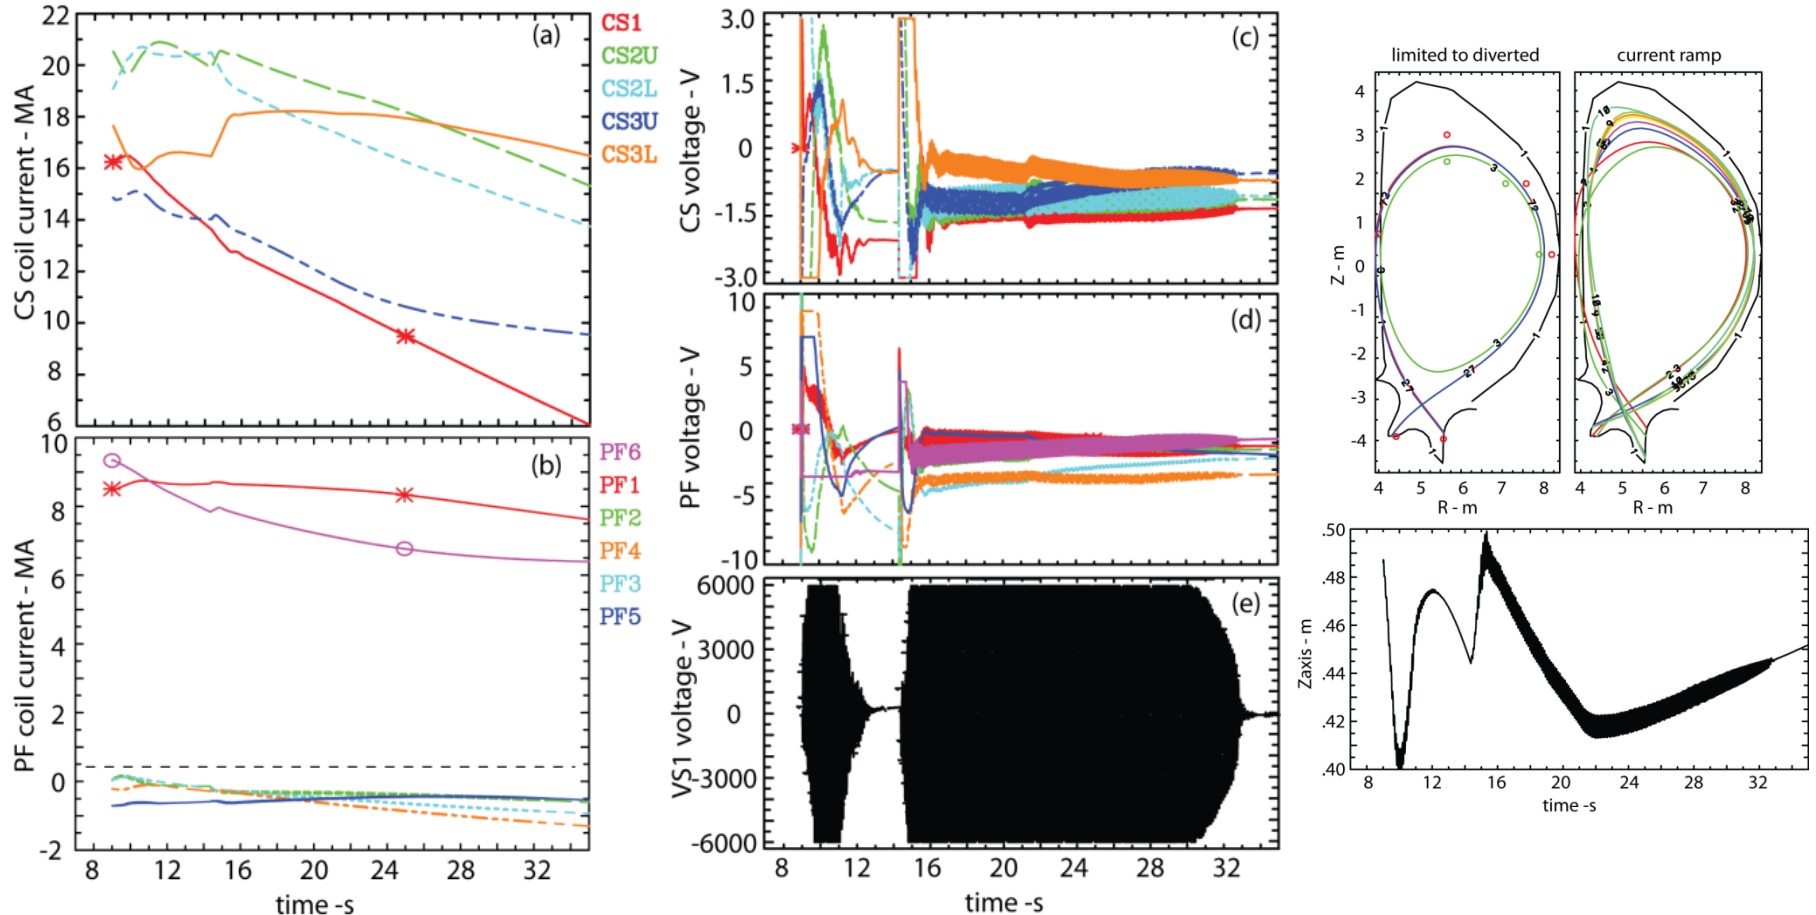 (a)
22
20
18
16
14
12
10
8
6
CS coil current - MA
CS1
CS2U
CS2L
CS3U
CS3L
(b)
10
8
6
4
2
0
-2
PF coil current - MA
PF6
PF1
PF2
PF4
PF3
PF5
8 12 16 20 24 28 32
time -s
(c)
3.0
1.5
0
-1.5
-3.0
CS voltage - V
(d)
10
5
0
-5
-10
PF voltage - V
(e)
6000
3000
0
-3000
-6000
VS1 voltage - V
8 12 16 20 24 28 32
time -s
limited to diverted current ramp
4
3
2
1
0
-1
-2
-3
-4
Z - m
4 5 6 7 8
R - m
4 5 6 7 8
R - m
.50
.48
.46
.44
.42
.40
Zaxis - m
8 12 16 20 24 28 32
time -s